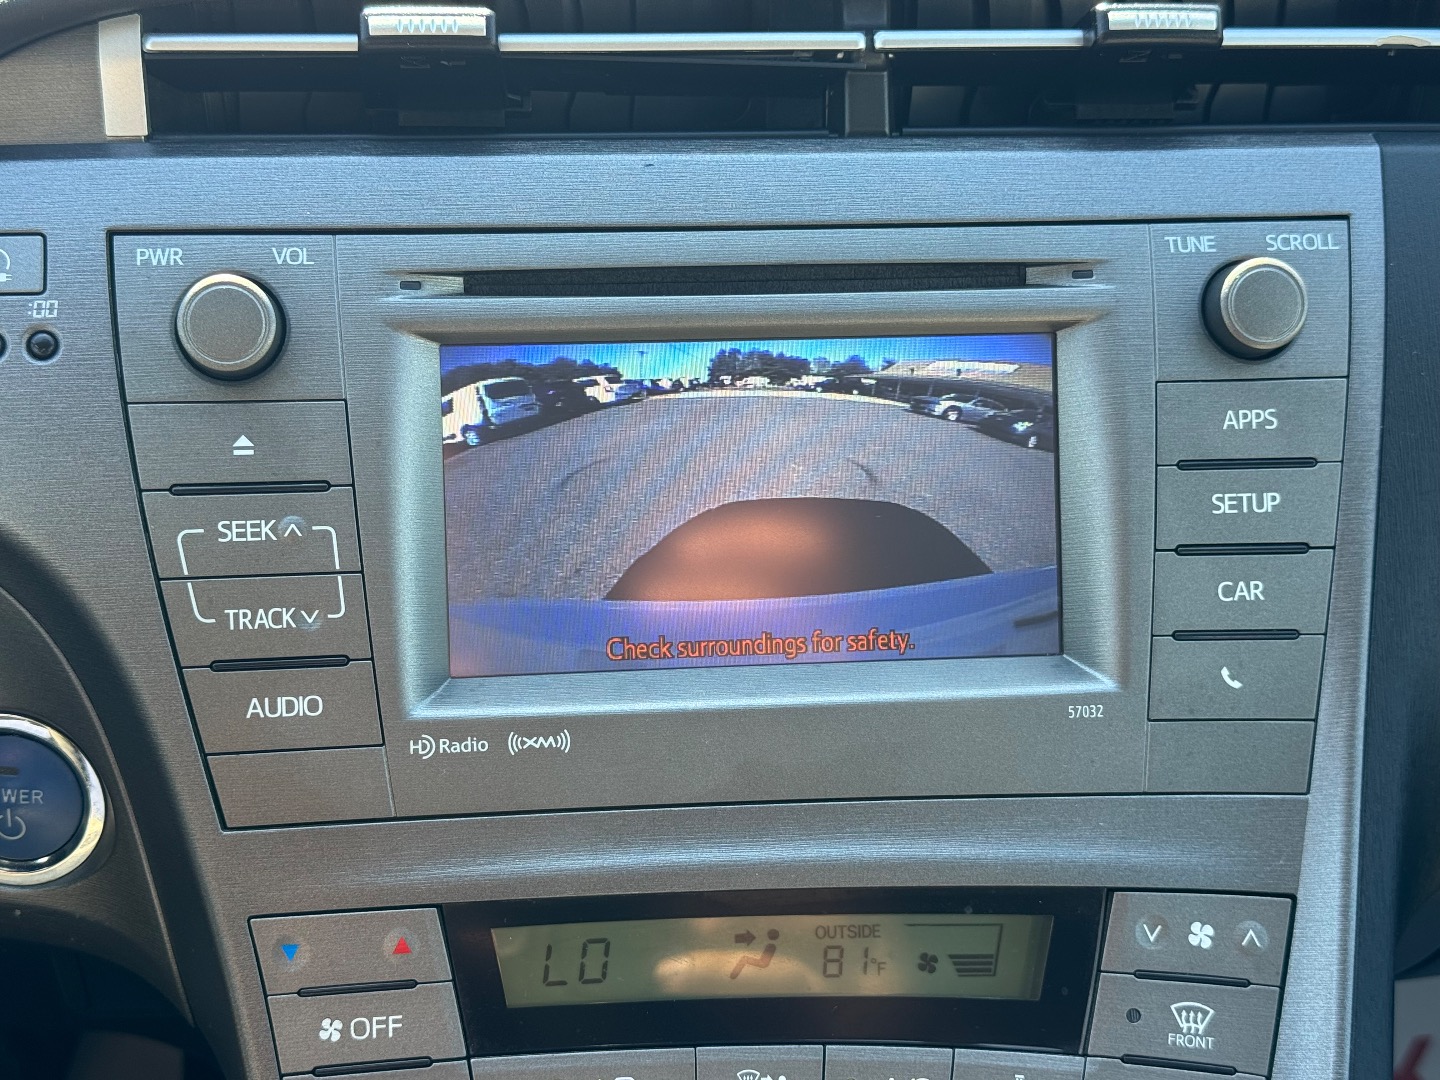 PWR VOL
TUNE SCROLL
:00
APPS
SEEK
SETUP
TRACK
CAR
AUDIO
Check surroundings for safety.
57032
HD Radio ((XM))
WER
OUTSIDE
LO
81°F
OFF
FRONT